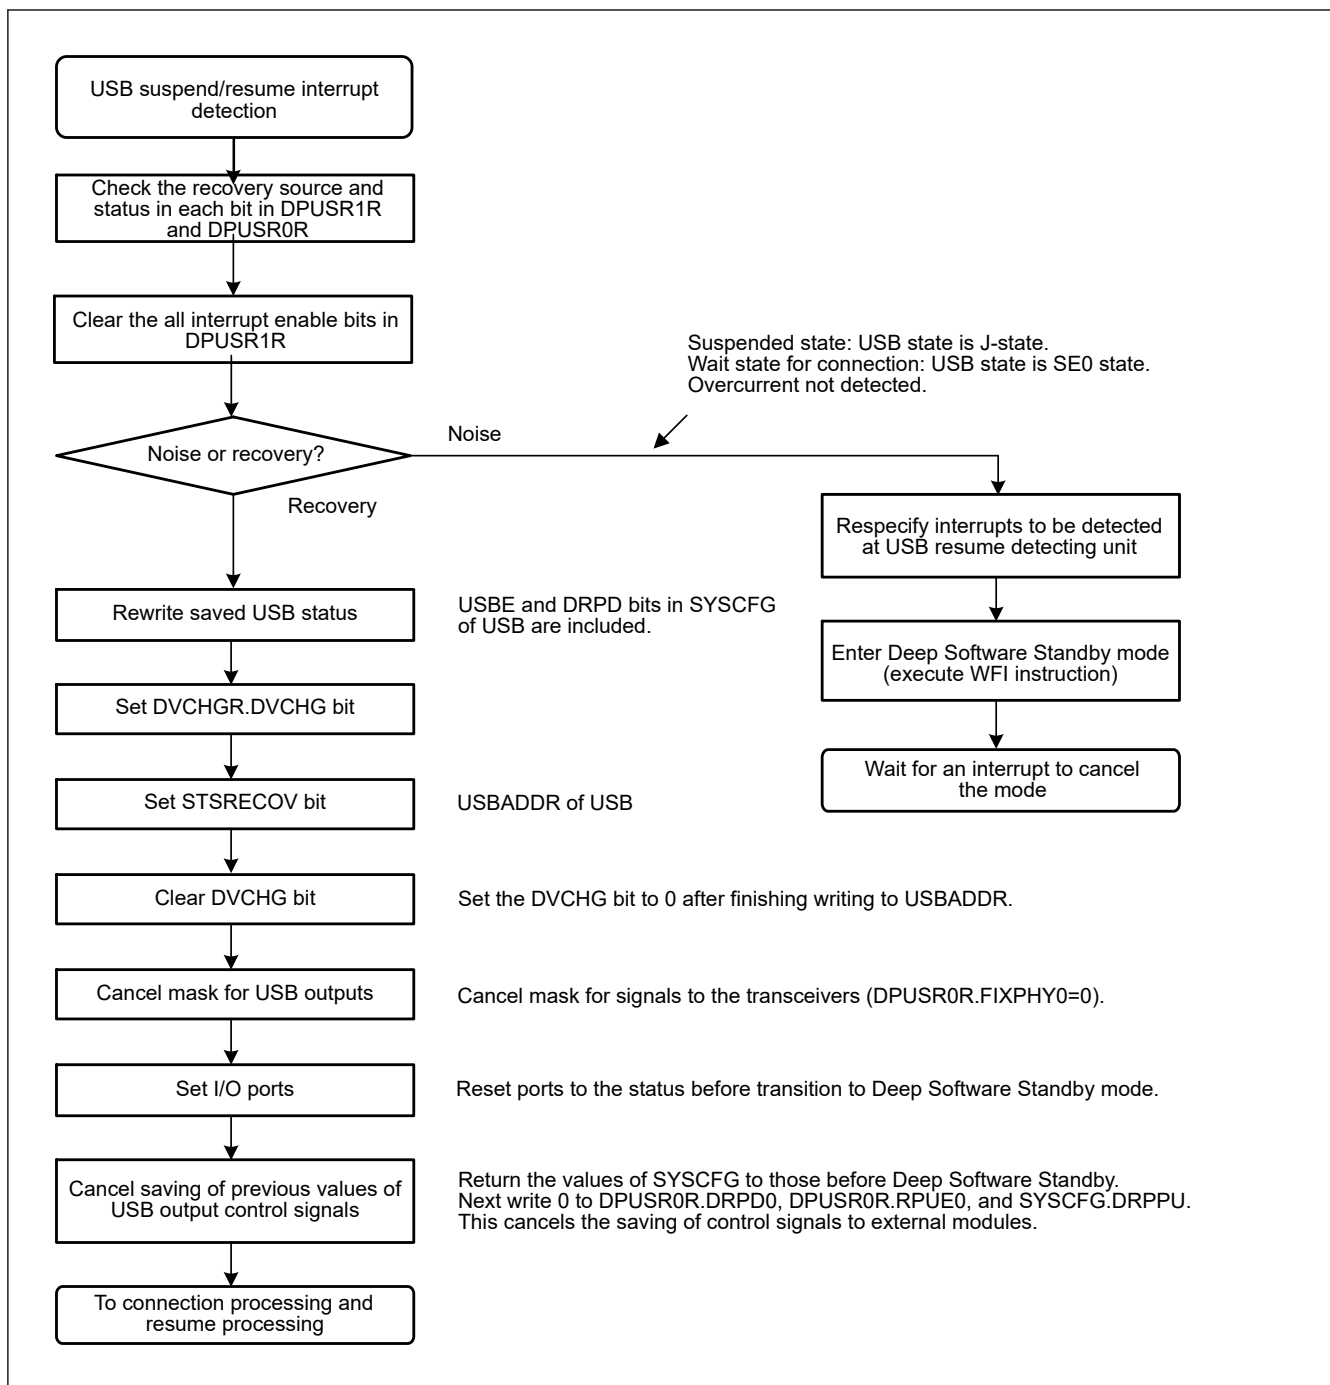 USB suspend/resume interrupt
detection
Check the recovery source and
status in each bit in DPUSR1R
and DPUSR0R
Clear the all interrupt enable bits in
DPUSR1R
Suspended state: USB state is J-state.
Wait state for connection: USB state is SE0 state.
Overcurrent not detected.
Noise or recovery?
Noise
Recovery
Respecify interrupts to be detected
at USB resume detecting unit
Enter Deep Software Standby mode
(execute WFI instruction)
Wait for an interrupt to cancel
the mode
Rewrite saved USB status
USBE and DRPD bits in SYSCFG
of USB are included.
Set DVCHGR.DVCHG bit
Set STSRECOV bit
USBADDR of USB
Clear DVCHG bit
Set the DVCHG bit to 0 after finishing writing to USBADDR.
Cancel mask for USB outputs
Cancel mask for signals to the transceivers (DPUSR0R.FIXPHY0=0).
Set I/O ports
Reset ports to the status before transition to Deep Software Standby mode.
Cancel saving of previous values of
USB output control signals
Return the values of SYSCFG to those before Deep Software Standby.
Next write 0 to DPUSR0R.DRPD0, DPUSR0R.RPUE0, and SYSCFG.DRPPU.
This cancels the saving of control signals to external modules.
To connection processing and
resume processing